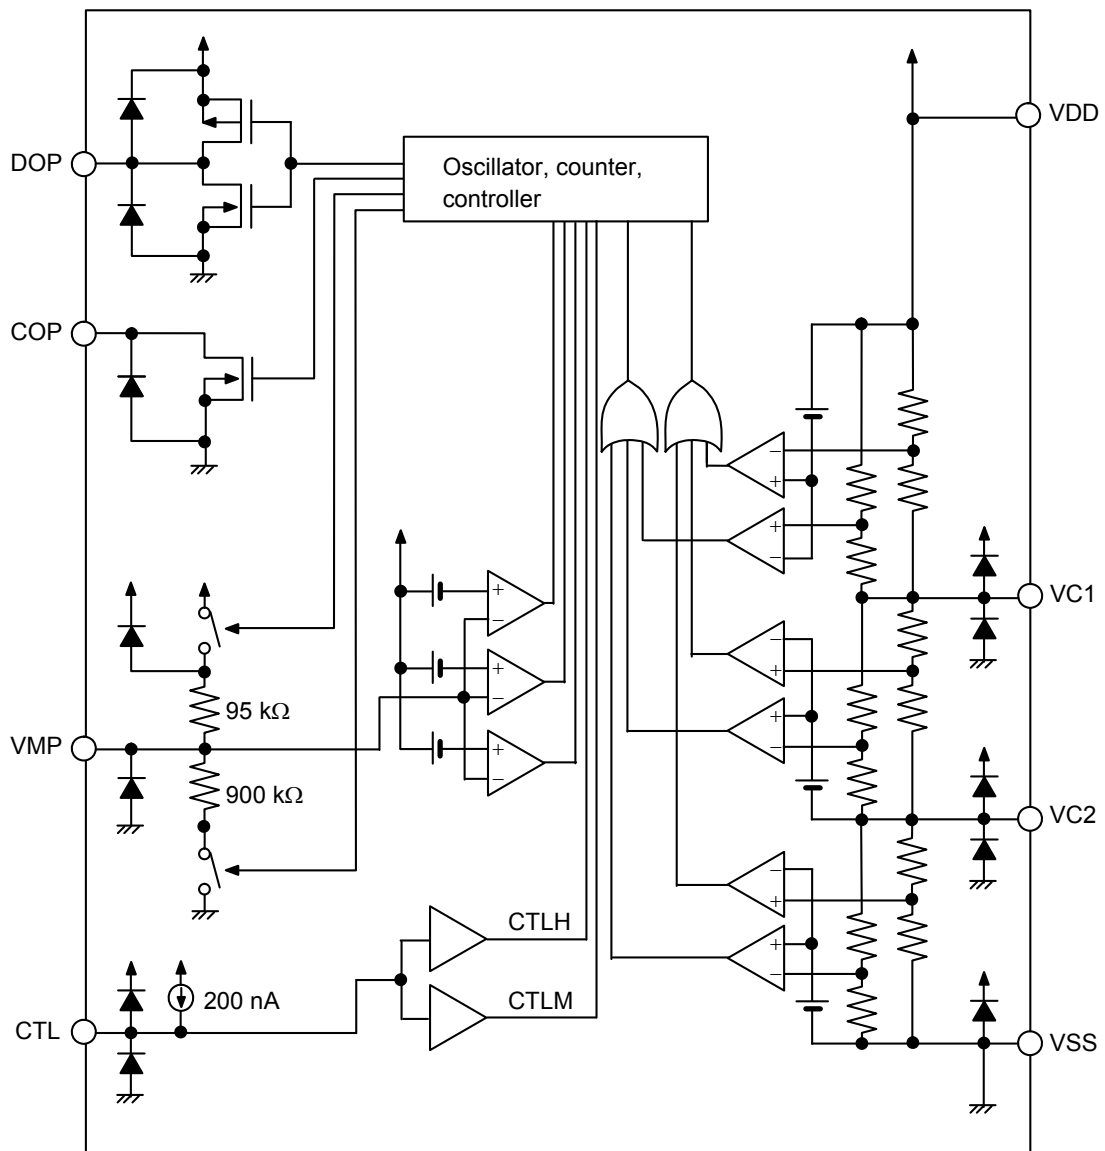 VDD
DOP
Oscillator, counter,
controller
COP
−
+
+
−
VC1
+
−
−
+
+
−
95 kΩ
+
−
VMP
+
−
900 kΩ
VC2
−
+
CTLH
+
−
200 nA
CTLM
CTL
VSS